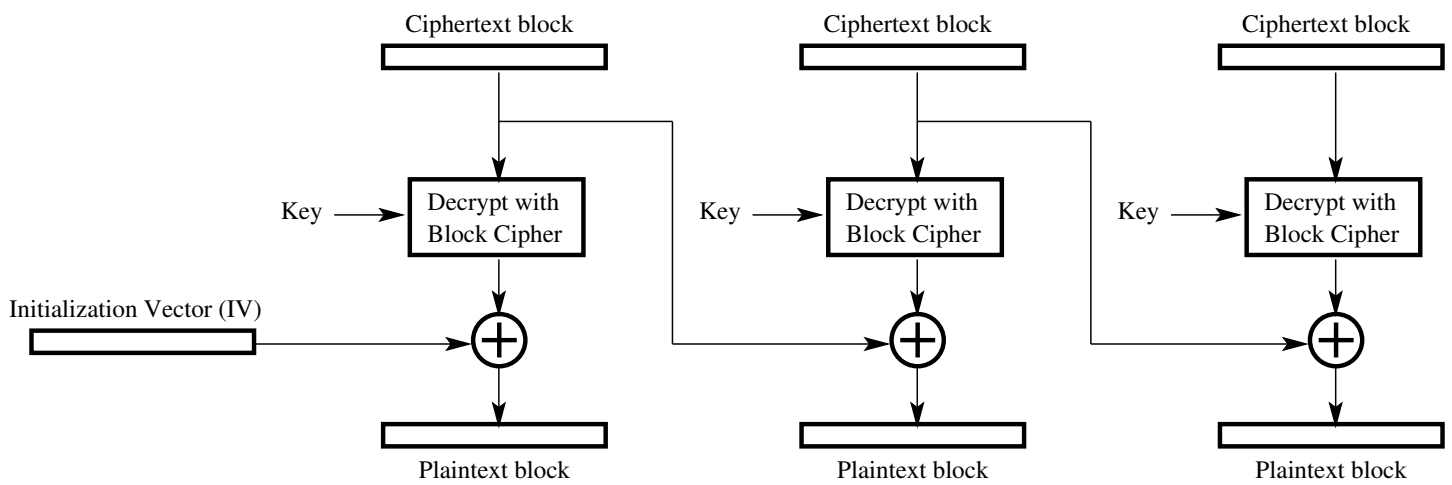 Ciphertext block
Ciphertext block
Ciphertext block
Key
Decrypt with
Block Cipher
Key
Decrypt with
Block Cipher
Key
Decrypt with
Block Cipher
Initialization Vector (IV)
Plaintext block
Plaintext block
Plaintext block